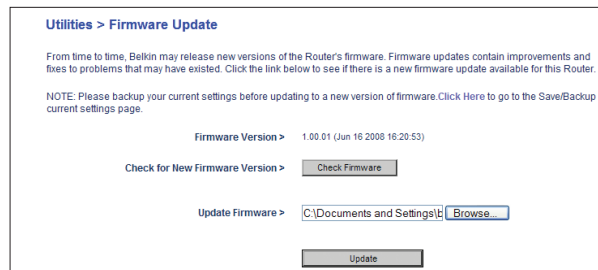 Utilities > Firmware Update
From time to time, Belkin may release new versions of the Router's firmware. Firmware updates contain improvements and
fixes to problems that may have existed. Click the link below to see if there is a new firmware update available for this Router.
NOTE: Please backup your current settings before updating to a new version of firmware.Click Here to go to the Save/Backup
current settings page.
Firmware Version > 1.00.01 (Jun 16 2008 16:20:53)
Check for New Firmware Version > Check Firmware
Update Firmware > C:\Documents and Settings\b Browse...
Update